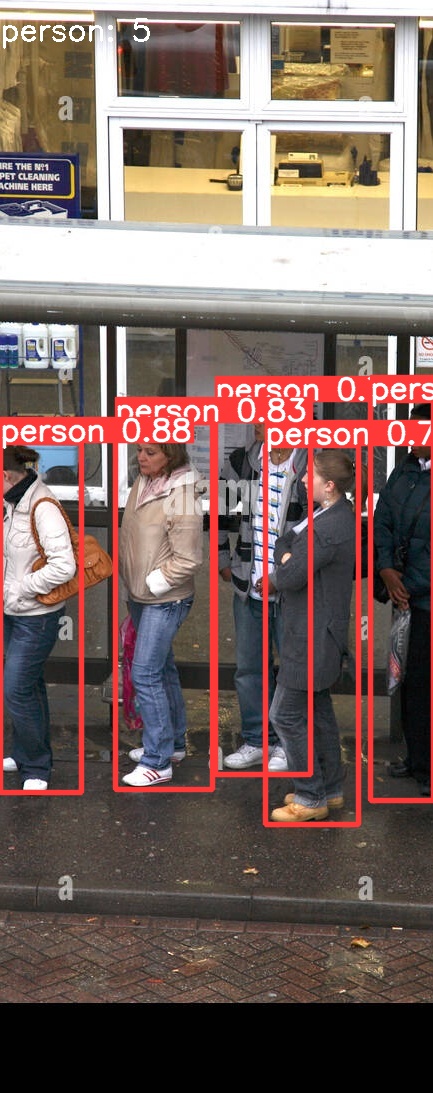 person: 5
IRE THE Nº1
PET CLEANING
ACHINE HERE
person 0.
pers
person 0.83
person 0.88
person 0.7
alamy
a
a
a
a
a
a